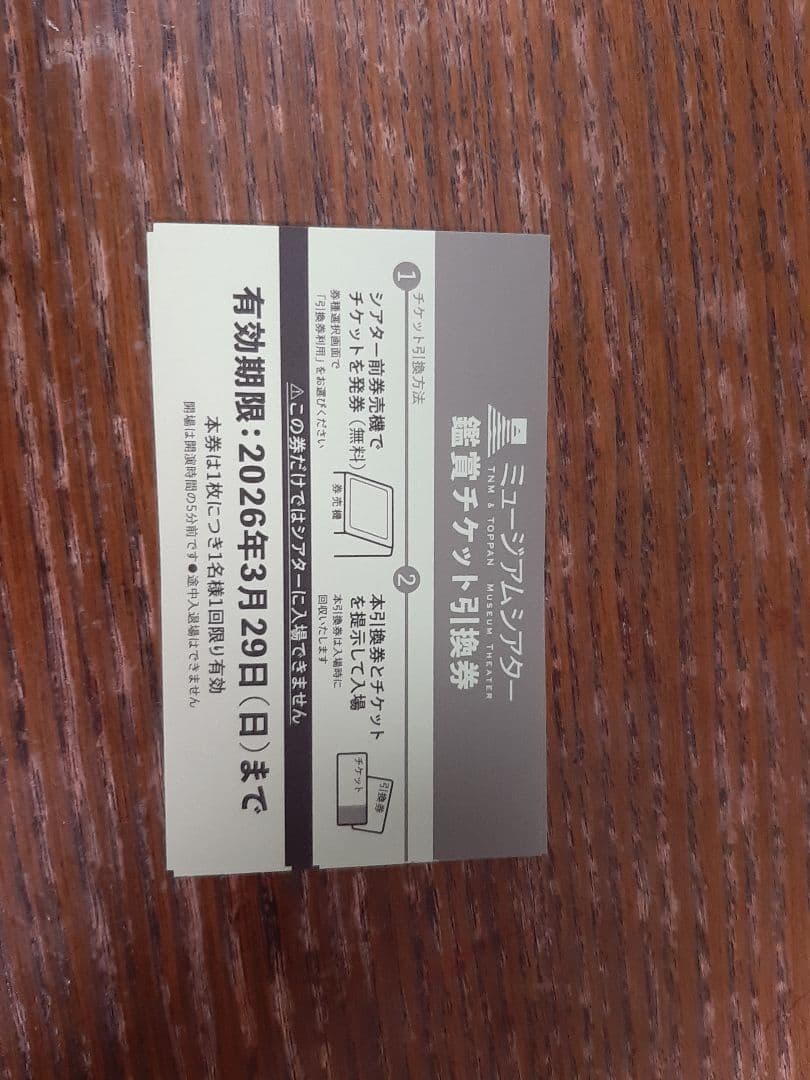 ミュージアムシアター
TNM & TOPPAN MUSEUM THEATER
鑑賞チケット引換券
チケット引換方法
1
シアター前券売機で
チケットを発券（無料）
券種選択画面で
「引換券利用」をお選びください
券売機
2
本引換券とチケット
を提示して入場
本引換券は入場時に
回収いたします
引換券
チケット
⚠この券だけではシアターに入場できません
有効期限：2026年3月29日（日）まで
本券は1枚につき1名様1回限り有効
開場は開演時間の5分前です●途中入退場はできません